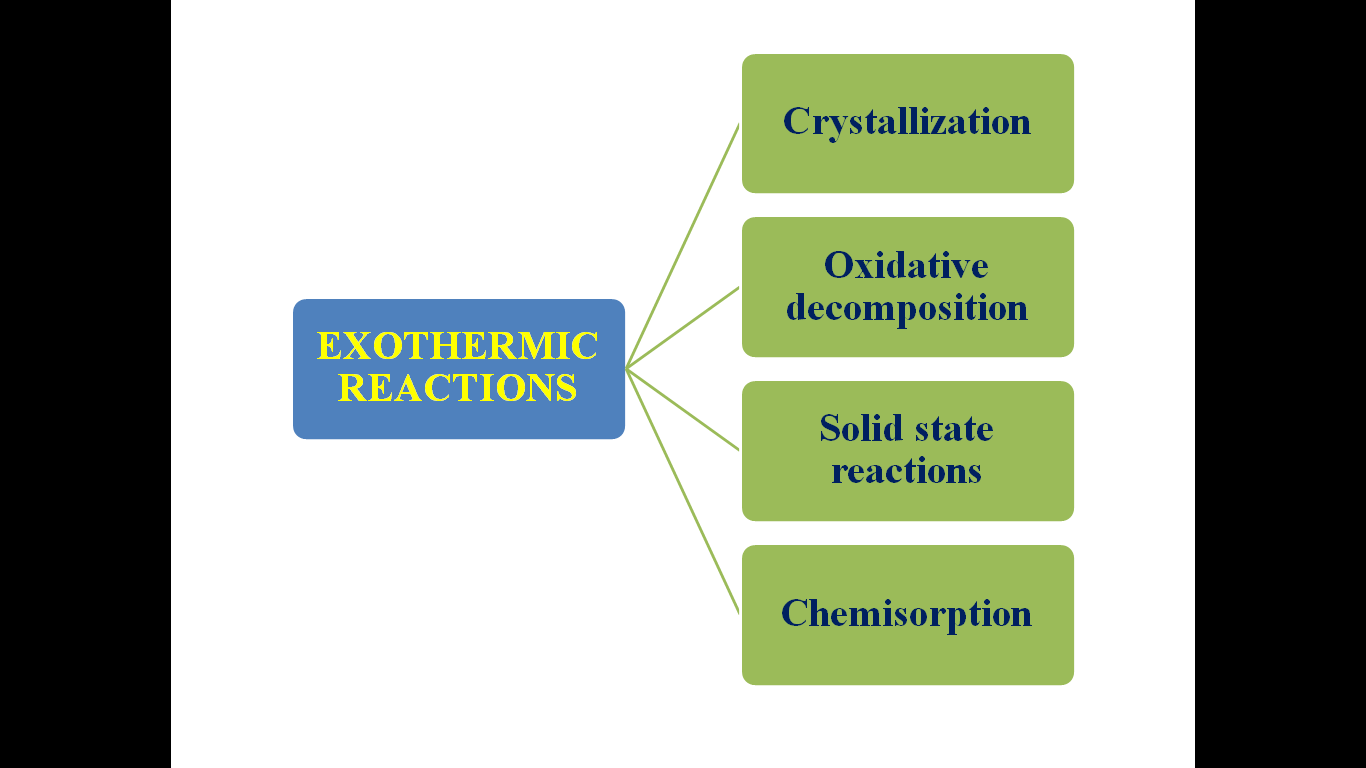 EXOTHERMIC
REACTIONS
Crystallization
Oxidative
decomposition
Solid state
reactions
Chemisorption